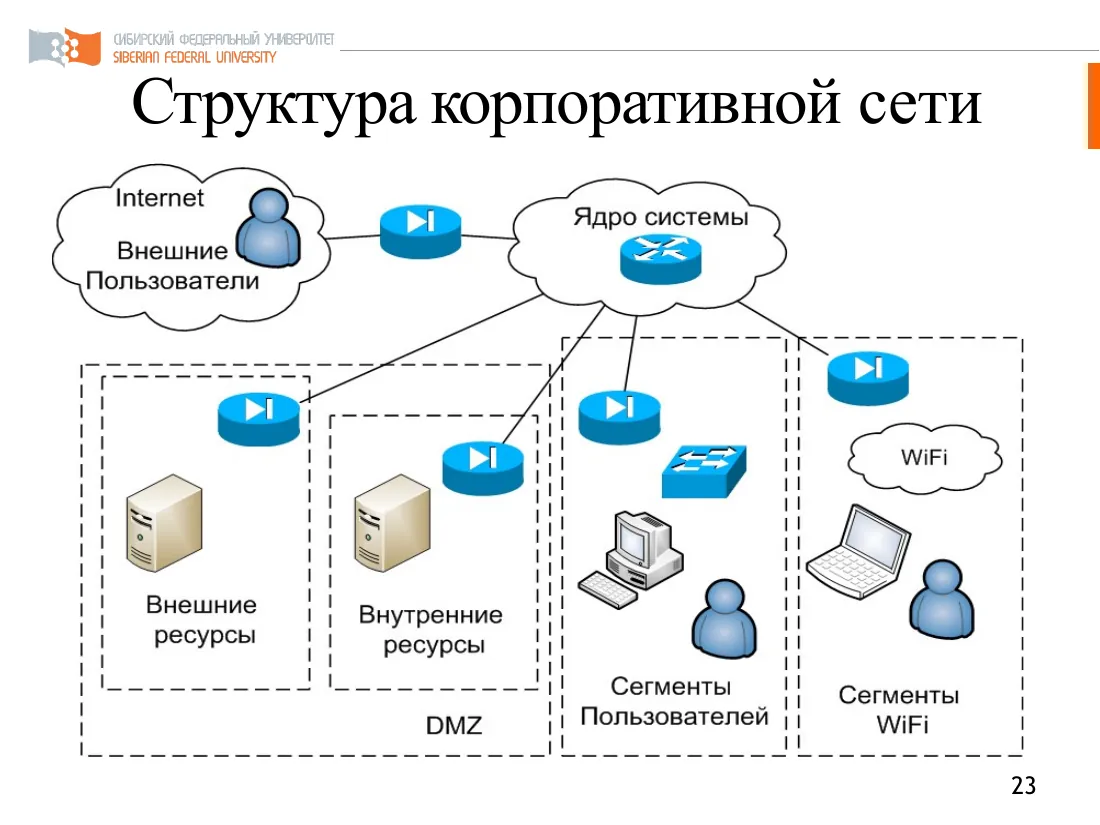 СИБИРСКИЙ ФЕДЕРАЛЬНЫЙ УНИВЕРСИТЕТ
SIBERIAN FEDERAL UNIVERSITY
Структура корпоративной сети
Internet
Внешние
Пользователи
Ядро системы
WiFi
Внешние
ресурсы
Внутренние
ресурсы
DMZ
Сегменты
Пользователей
Сегменты
WiFi
23